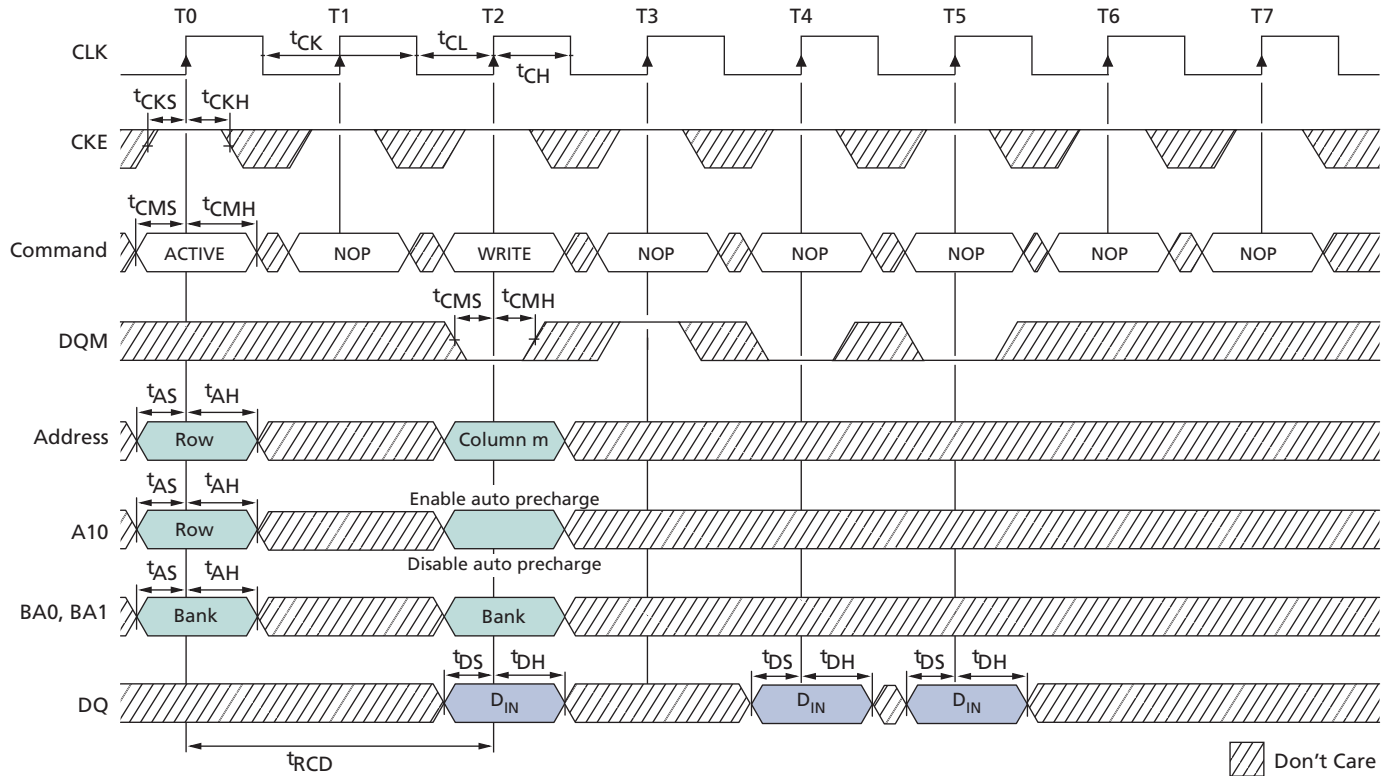 T0 T1 T2 T3 T4 T5 T6 T7
CLK
tCK tCL
tCH
tCKS tCKH
CKE
tCMS tCMH
Command ACTIVE NOP WRITE NOP NOP NOP NOP NOP
tCMS tCMH
DQM
tAS tAH
Address Row Column m
tAS tAH
Enable auto precharge
A10 Row
Disable auto precharge
tAS tAH
BA0, BA1 Bank Bank
tDS tDH tDS tDH tDS tDH
DQ DIN DIN DIN
tRCD
Don't Care